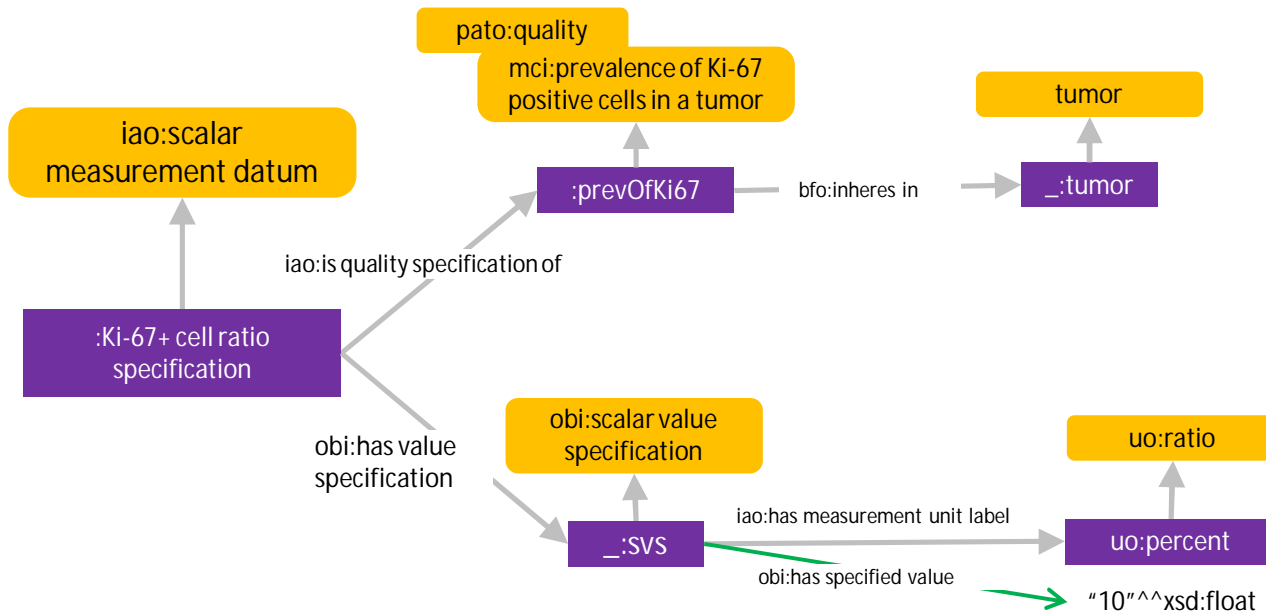 pato:quality
mci:prevalence of Ki-67
positive cells in a tumor
tumor
iao:scalar
measurement datum
:prevOfKi67
bfo:inheres in
_:tumor
iao:is quality specification of
:Ki-67+ cell ratio
specification
obi:has value
specification
obi:scalar value
specification
uo:ratio
iao:has measurement unit label
_:svs
uo:percent
obi:has specified value
“10”^^xsd:float